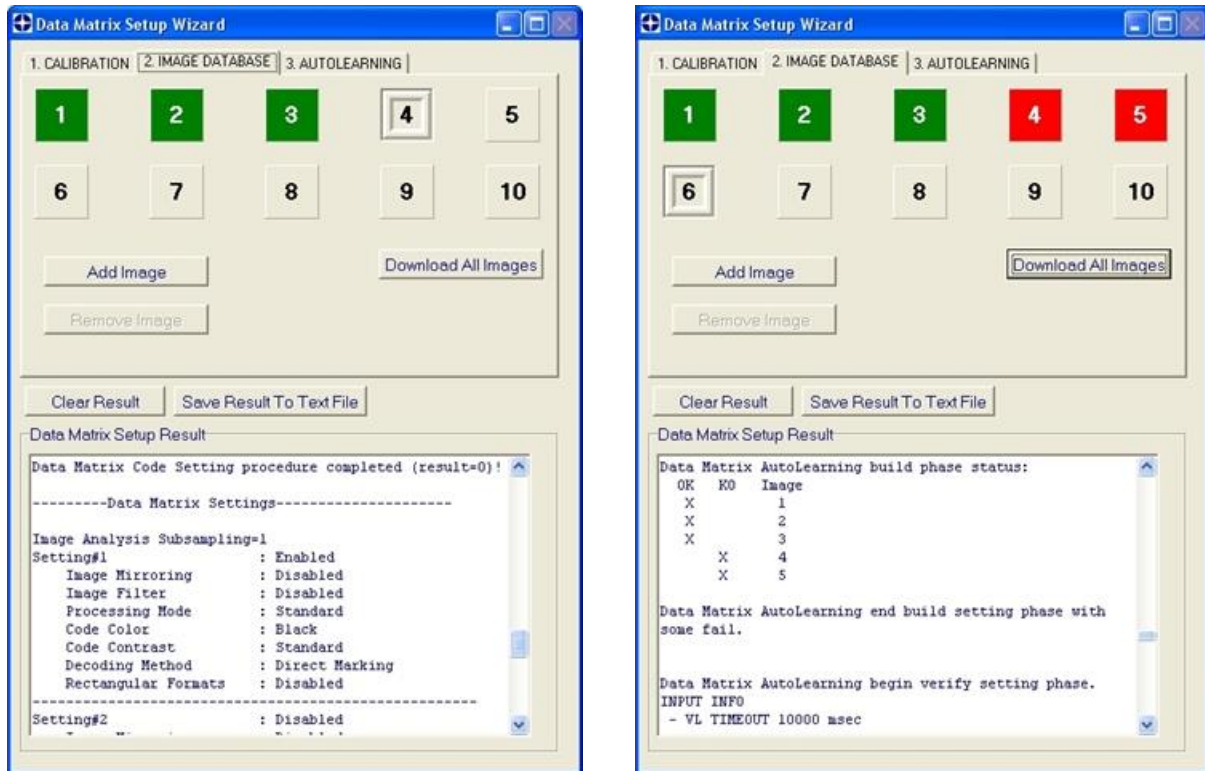 Data Matrix Setup Wizard
1. CALIBRATION 2. IMAGE DATABASE 3. AUTOLEARNING
1 2 3 4 5
6 7 8 9 10
Add Image Download All Images
Remove Image
Clear Result Save Result To Text File
Data Matrix Setup Result
Data Matrix Code Setting procedure completed (result=0)!
---------Data Matrix Settings---------------------
Image Analysis Subsampling=1
Setting#1 : Enabled
Image Mirroring : Disabled
Image Filter : Disabled
Processing Mode : Standard
Code Color : Black
Code Contrast : Standard
Decoding Method : Direct Marking
Rectangular Formats : Disabled
-----------------------------------------------------
Setting#2 : Disabled
Data Matrix Setup Wizard
1. CALIBRATION 2. IMAGE DATABASE 3. AUTOLEARNING
1 2 3 4 5
6 7 8 9 10
Add Image Download All Images
Remove Image
Clear Result Save Result To Text File
Data Matrix Setup Result
Data Matrix AutoLearning build phase status:
OK KO Image
X 1
X 2
X 3
X 4
X 5
Data Matrix AutoLearning end build setting phase with
some fail.
Data Matrix AutoLearning begin verify setting phase.
INPUT INFO
- VL TIMEOUT 10000 msec